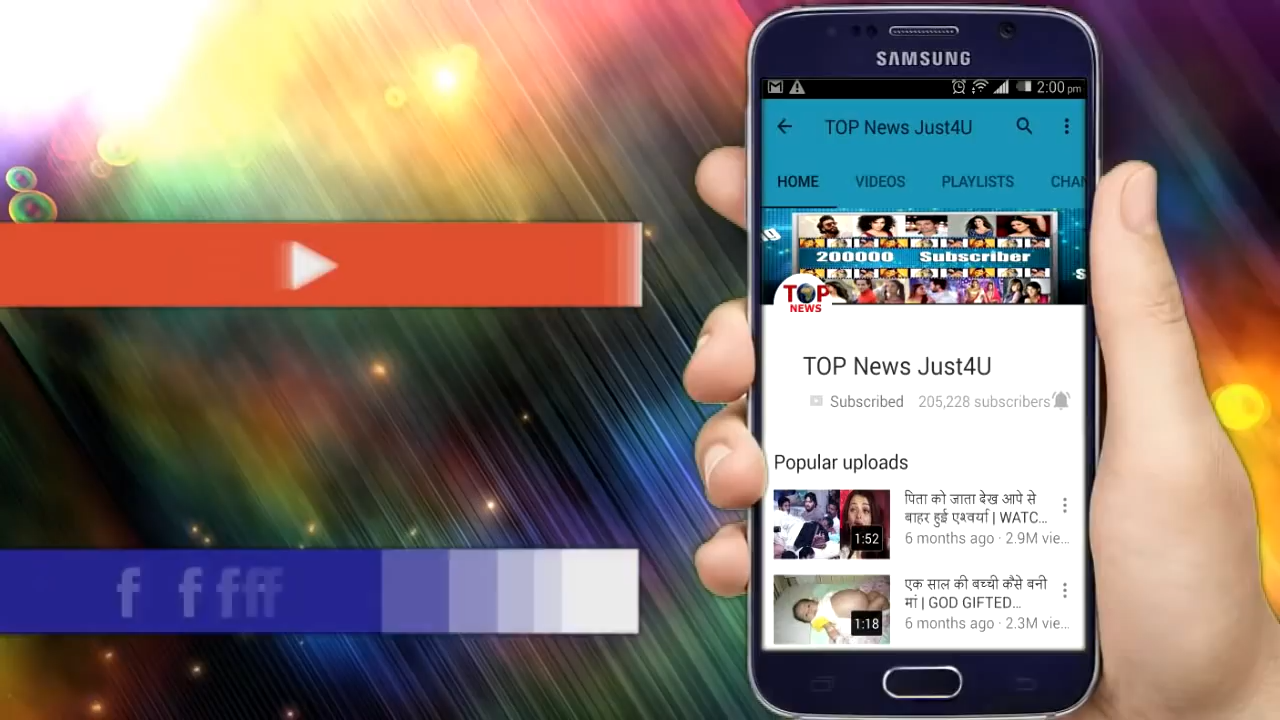 SAMSUNG
2:00 pm
TOP News Just4U
HOME VIDEOS PLAYLISTS CHAN
200000 Subscriber
TOP
NEWS
TOP News Just4U
Subscribed 205,228 subscribers
Popular uploads
पिता को जाता देख आपे से
बाहर हुई एश्वर्या | WATC...
6 months ago · 2.9M vie...
1:52
एक साल की बच्ची कैसे बनी
मां | GOD GIFTED...
6 months ago · 2.3M vie...
1:18
f f fff